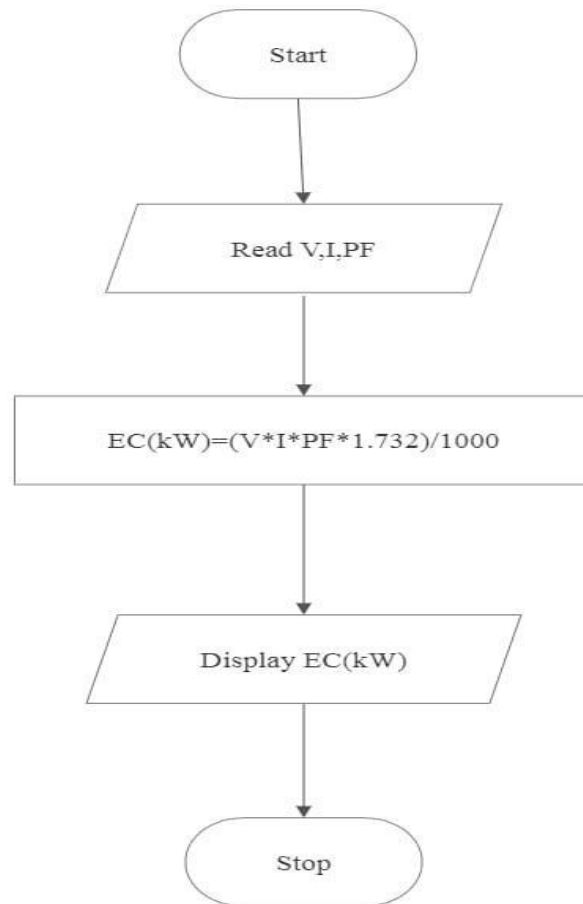 Start
Read V,I,PF
EC(kW)=(V*I*PF*1.732)/1000
Display EC(kW)
Stop